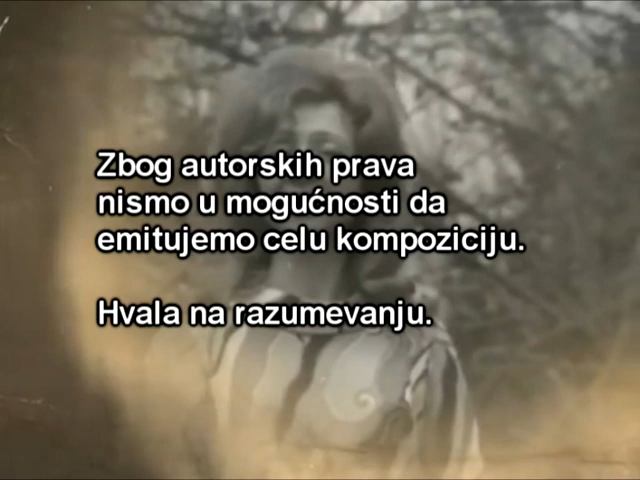 Zbog autorskih prava
nismo u mogućnosti da
emitujemo celu kompoziciju.
Hvala na razumevanju.